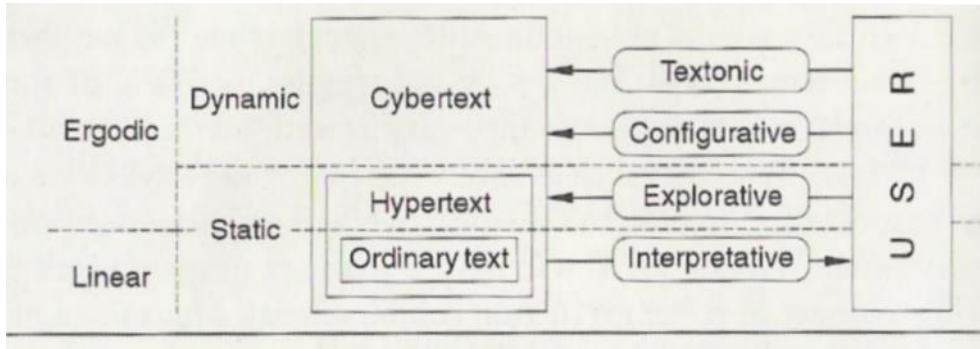 Ergodic
Linear
Dynamic
Static
Cybertext
Hypertext
Ordinary text
Textonic
Configurative
Explorative
Interpretative
USER